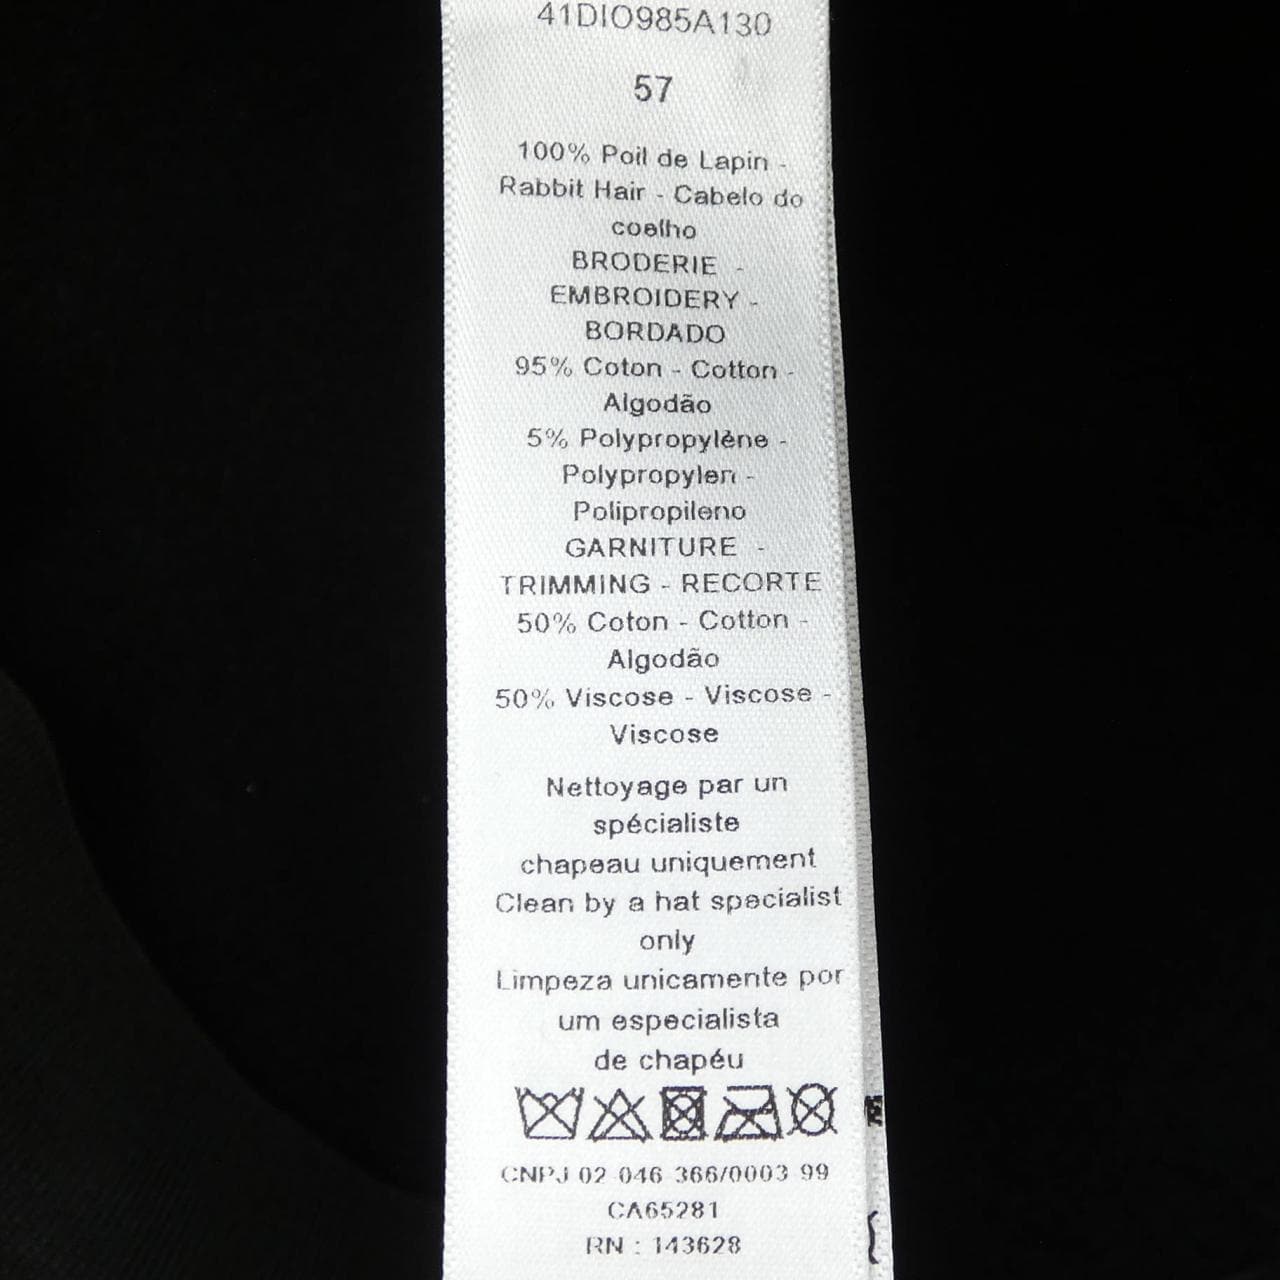 41DIO985A130
57
100% Poil de Lapin -
Rabbit Hair - Cabelo do
coelho
BRODERIE -
EMBROIDERY -
BORDADO
95% Coton - Cotton -
Algodão
5% Polypropylène -
Polypropylen -
Polipropileno
GARNITURE -
TRIMMING - RECORTE
50% Coton - Cotton -
Algodão
50% Viscose - Viscose -
Viscose
Nettoyage par un
spécialiste
chapeau uniquement
Clean by a hat specialist
only
Limpeza unicamente por
um especialista
de chapéu
CNPJ 02 046 366/0003 99
CA65281
RN : 143628